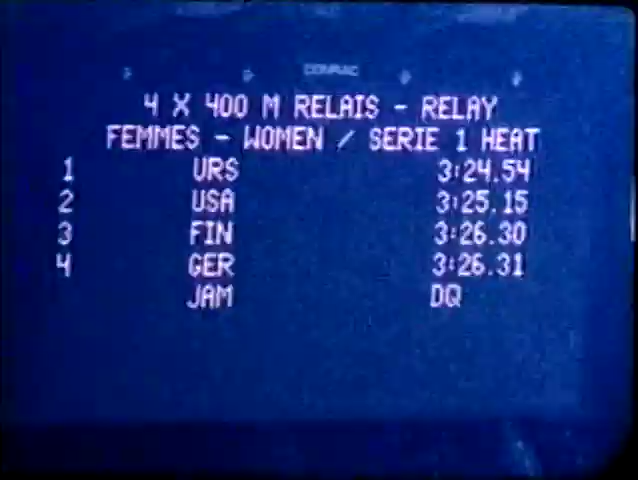 CONRAC
4 X 400 M RELAIS - RELAY
FEMMES - WOMEN / SERIE 1 HEAT
1 URS 3:24.54
2 USA 3:25.15
3 FIN 3:26.30
4 GER 3:26.31
JAM DQ